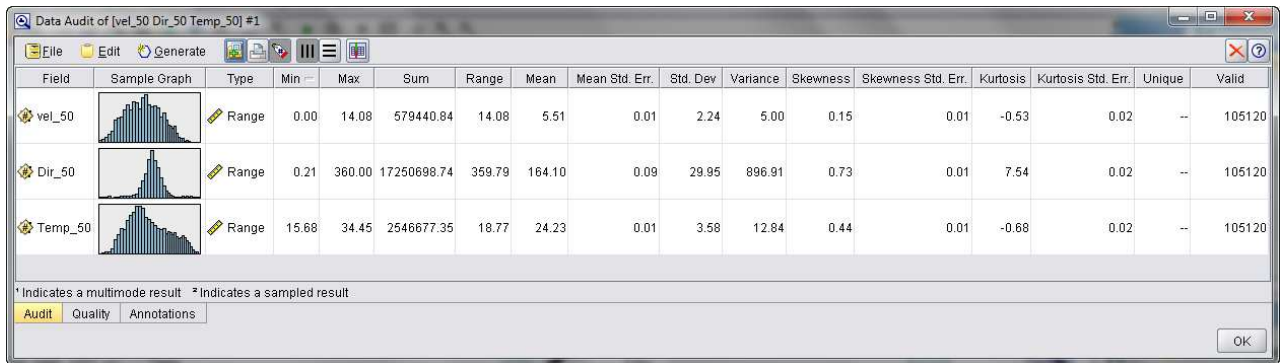 Data Audit of [vel_50 Dir_50 Temp_50] #1
File Edit Generate
Field Sample Graph Type Min Max Sum Range Mean Mean Std. Err. Std. Dev Variance Skewness Skewness Std. Err. Kurtosis Kurtosis Std. Err. Unique Valid
vel_50 Range 0.00 14.08 579440.84 14.08 5.51 0.01 2.24 5.00 0.15 0.01 -0.53 0.02 -- 105120
Dir_50 Range 0.21 360.00 17250698.74 359.79 164.10 0.09 29.95 896.91 0.73 0.01 7.54 0.02 -- 105120
Temp_50 Range 15.68 34.45 2546677.35 18.77 24.23 0.01 3.58 12.84 0.44 0.01 -0.68 0.02 -- 105120
¹ Indicates a multimode result ² Indicates a sampled result
Audit Quality Annotations
OK